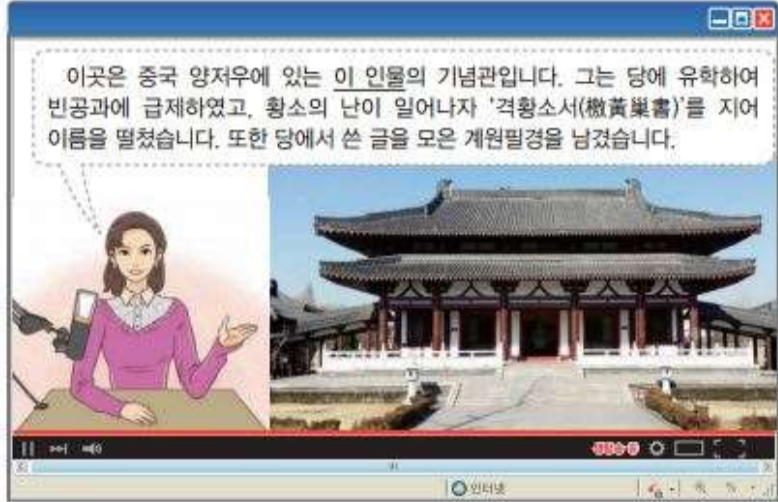 이곳은 중국 양저우에 있는 이 인물의 기념관입니다. 그는 당에 유학하여
빈공과에 급제하였고, 황소의 난이 일어나자 '격황소서(檄黃巢書)'를 지어
이름을 떨쳤습니다. 또한 당에서 쓴 글을 모은 계원필경을 남겼습니다.
인터넷